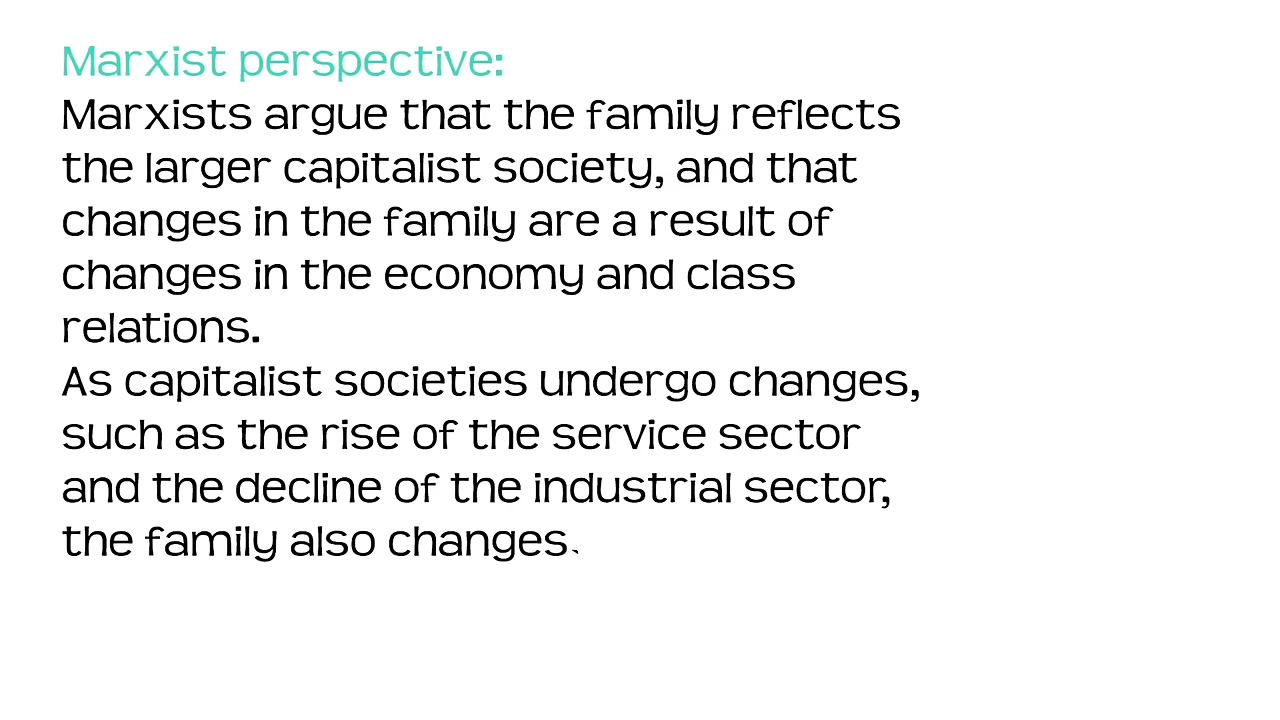 Marxist perspective:
Marxists argue that the family reflects
the larger capitalist society, and that
changes in the family are a result of
changes in the economy and class
relations.
As capitalist societies undergo changes,
such as the rise of the service sector
and the decline of the industrial sector,
the family also changes.